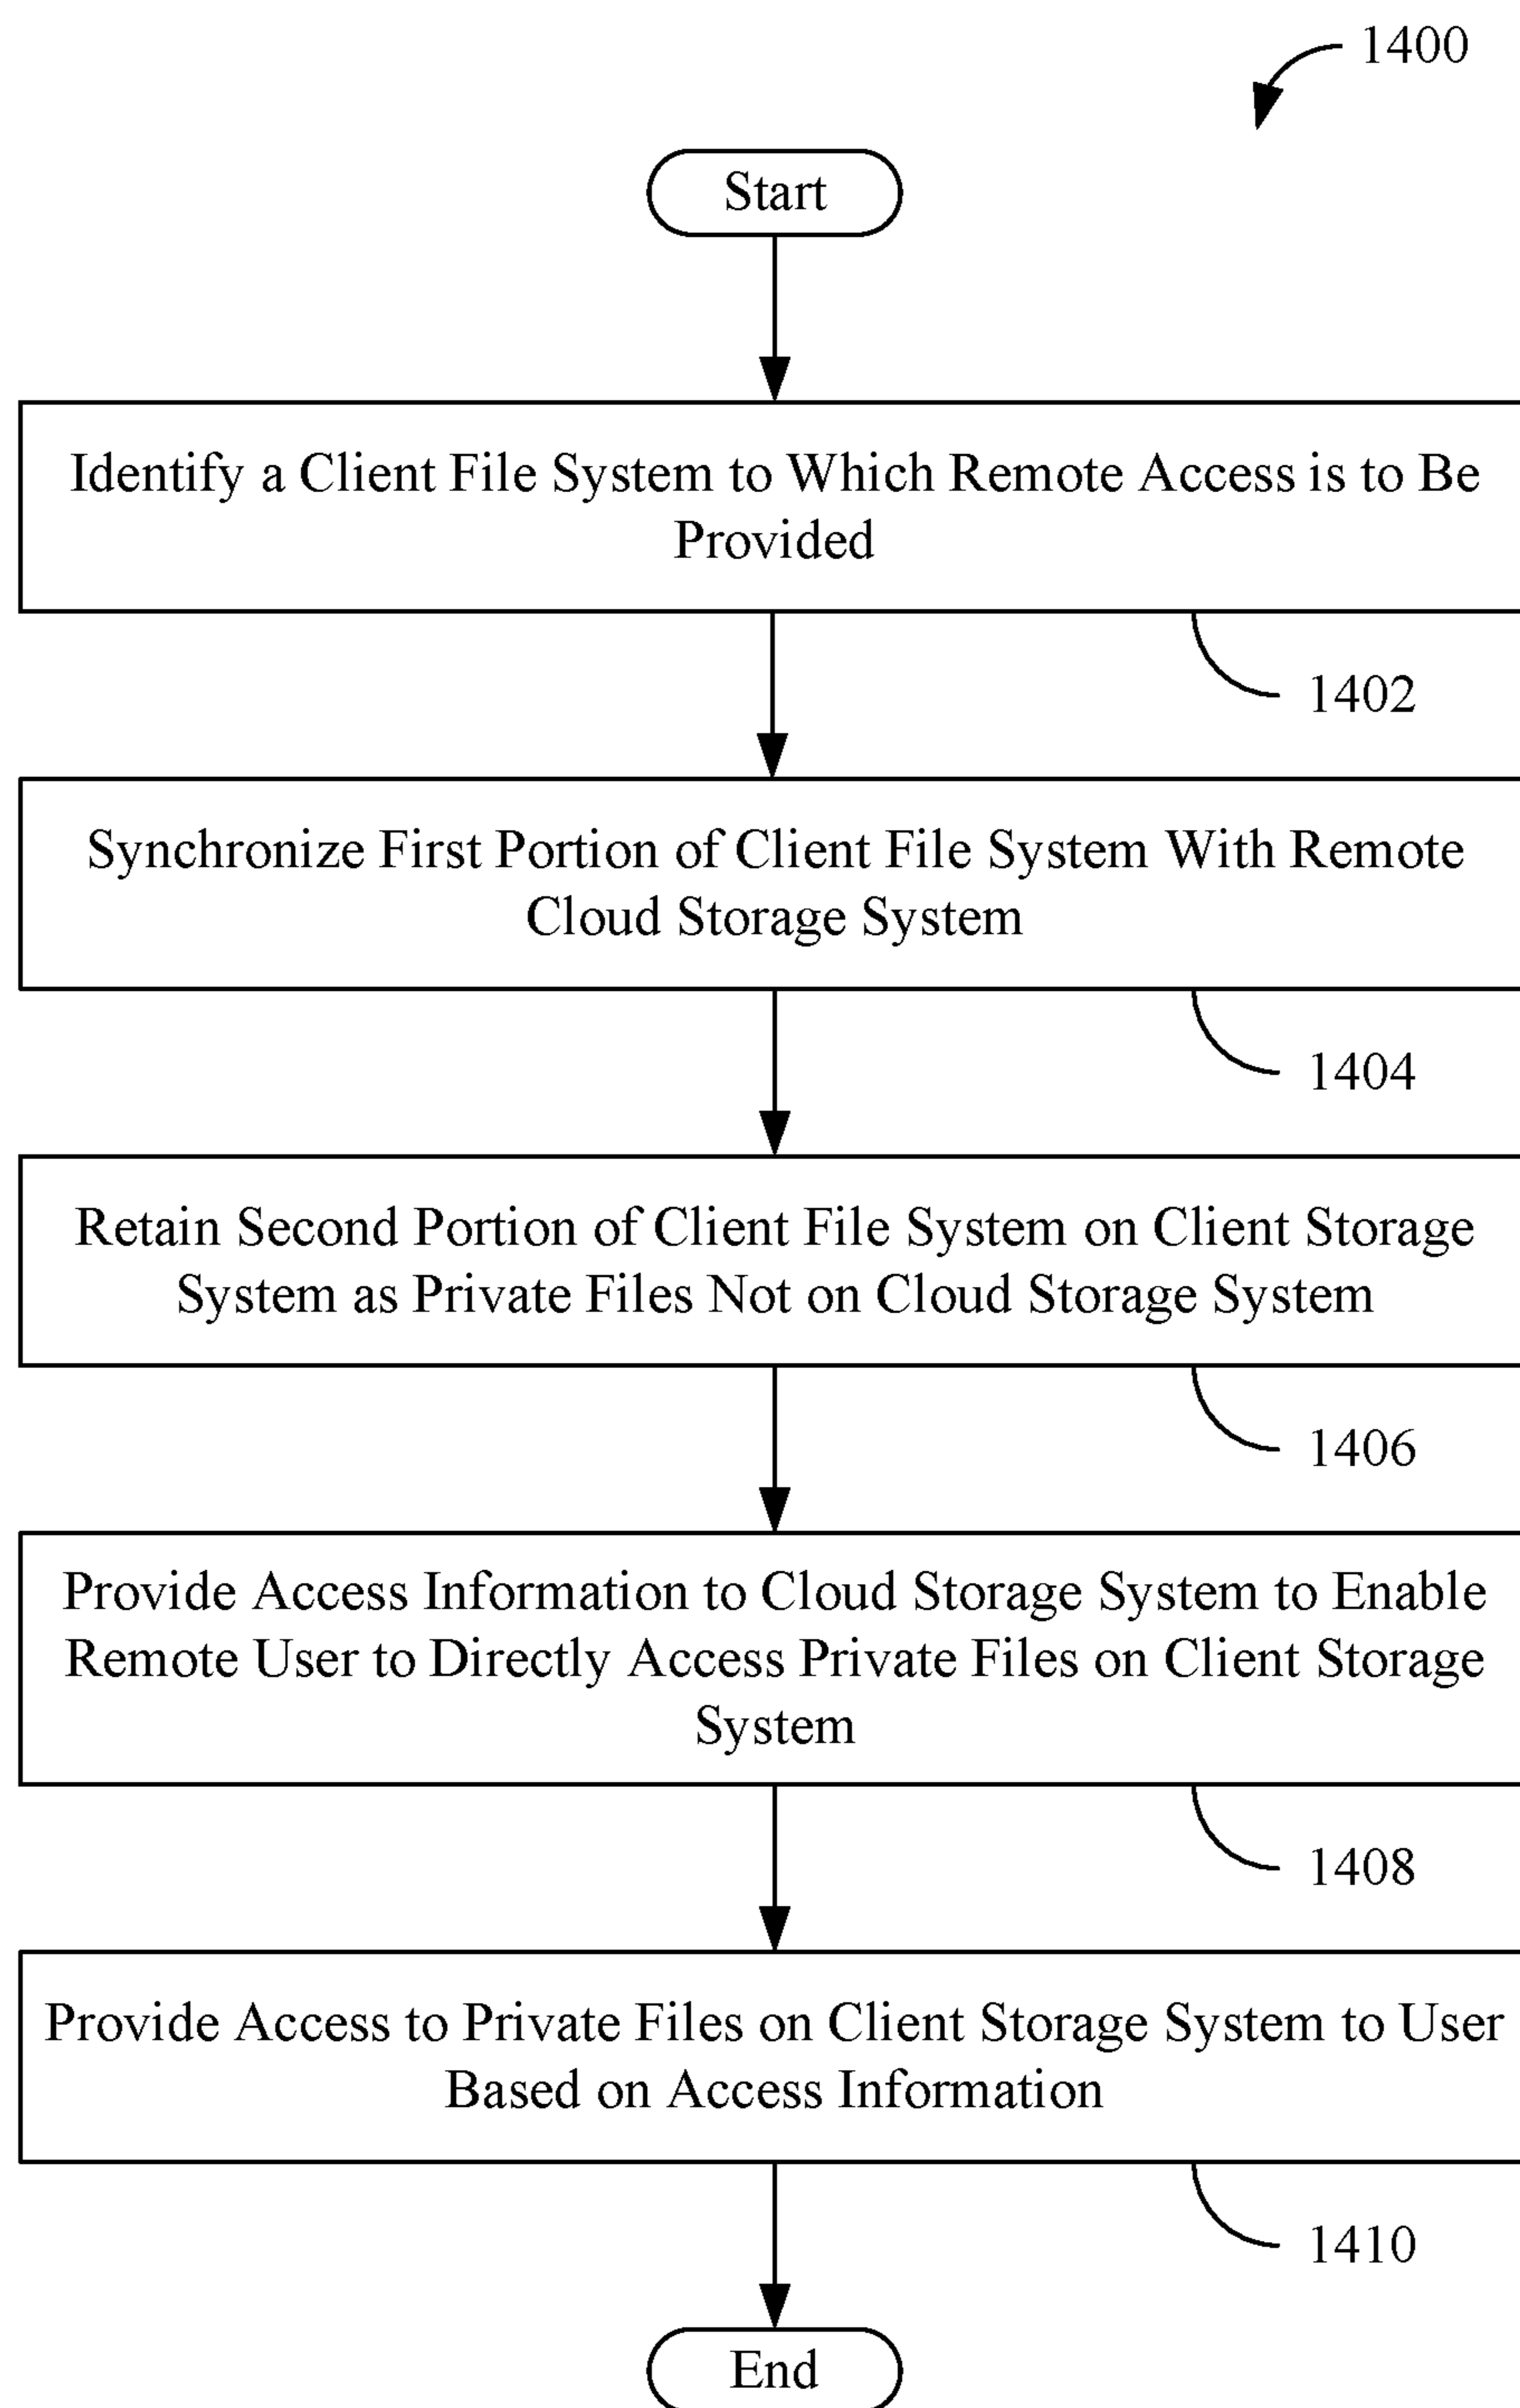 1400
Start
Identify a Client File System to Which Remote Access is to Be
Provided
1402
Synchronize First Portion of Client File System With Remote
Cloud Storage System
1404
Retain Second Portion of Client File System on Client Storage
System as Private Files Not on Cloud Storage System
1406
Provide Access Information to Cloud Storage System to Enable
Remote User to Directly Access Private Files on Client Storage
System
1408
Provide Access to Private Files on Client Storage System to User
Based on Access Information
1410
End